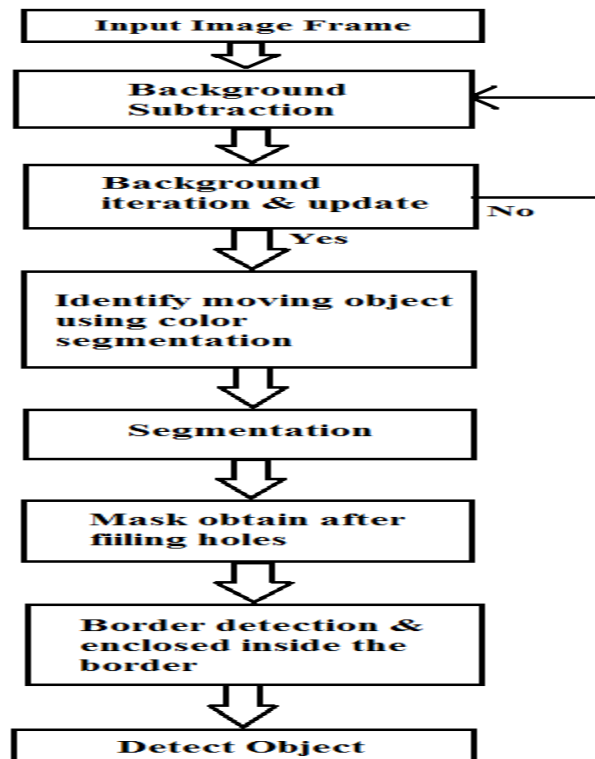 Input Image Frame
Background
Subtraction
Background
iteration & update
No
Yes
Identify moving object
using color
segmentation
Segmentation
Mask obtain after
fiiling holes
Border detection &
enclosed inside the
border
Detect Object